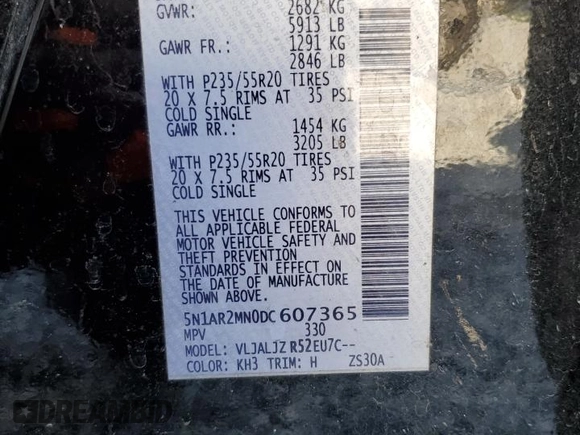 GVWR: 2682 KG
5913 LB
GAWR FR.: 1291 KG
2846 LB
WITH P235/55R20 TIRES
20 X 7.5 RIMS AT 35 PSI
COLD SINGLE
GAWR RR.: 1454 KG
3205 LB
WITH P235/55R20 TIRES
20 X 7.5 RIMS AT 35 PSI
COLD SINGLE
THIS VEHICLE CONFORMS TO
ALL APPLICABLE FEDERAL
MOTOR VEHICLE SAFETY AND
THEFT PREVENTION
STANDARDS IN EFFECT ON
THE DATE OF MANUFACTURE
SHOWN ABOVE.
5N1AR2MN0DC607365
MPV 330
MODEL: VLJALJZ R52EU7C--
COLOR: KH3 TRIM: H ZS30A
DREAMBID